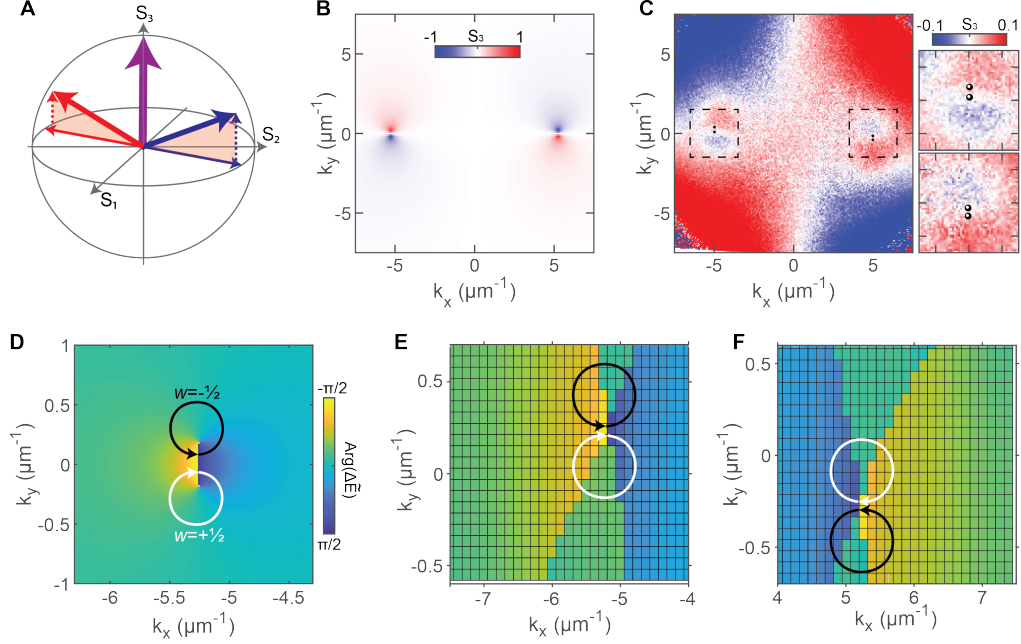 A
S3
S2
S1
B
-1 S3 1
5
0
-5
ky (µm-1)
-5 0 5
kx (µm-1)
C
-0.1 S3 0.1
5
0
-5
ky (µm-1)
-5 0 5
kx (µm-1)
D
1
0.5
0
-0.5
-1
ky (µm-1)
w=-½
w=+½
-π/2
Arg(ΔẼ)
π/2
-6 -5.5 -5 -4.5
kx (µm-1)
E
0.5
0
-0.5
ky (µm-1)
-7 -6 -5 -4
kx (µm-1)
F
0.5
0
-0.5
ky (µm-1)
4 5 6 7
kx (µm-1)